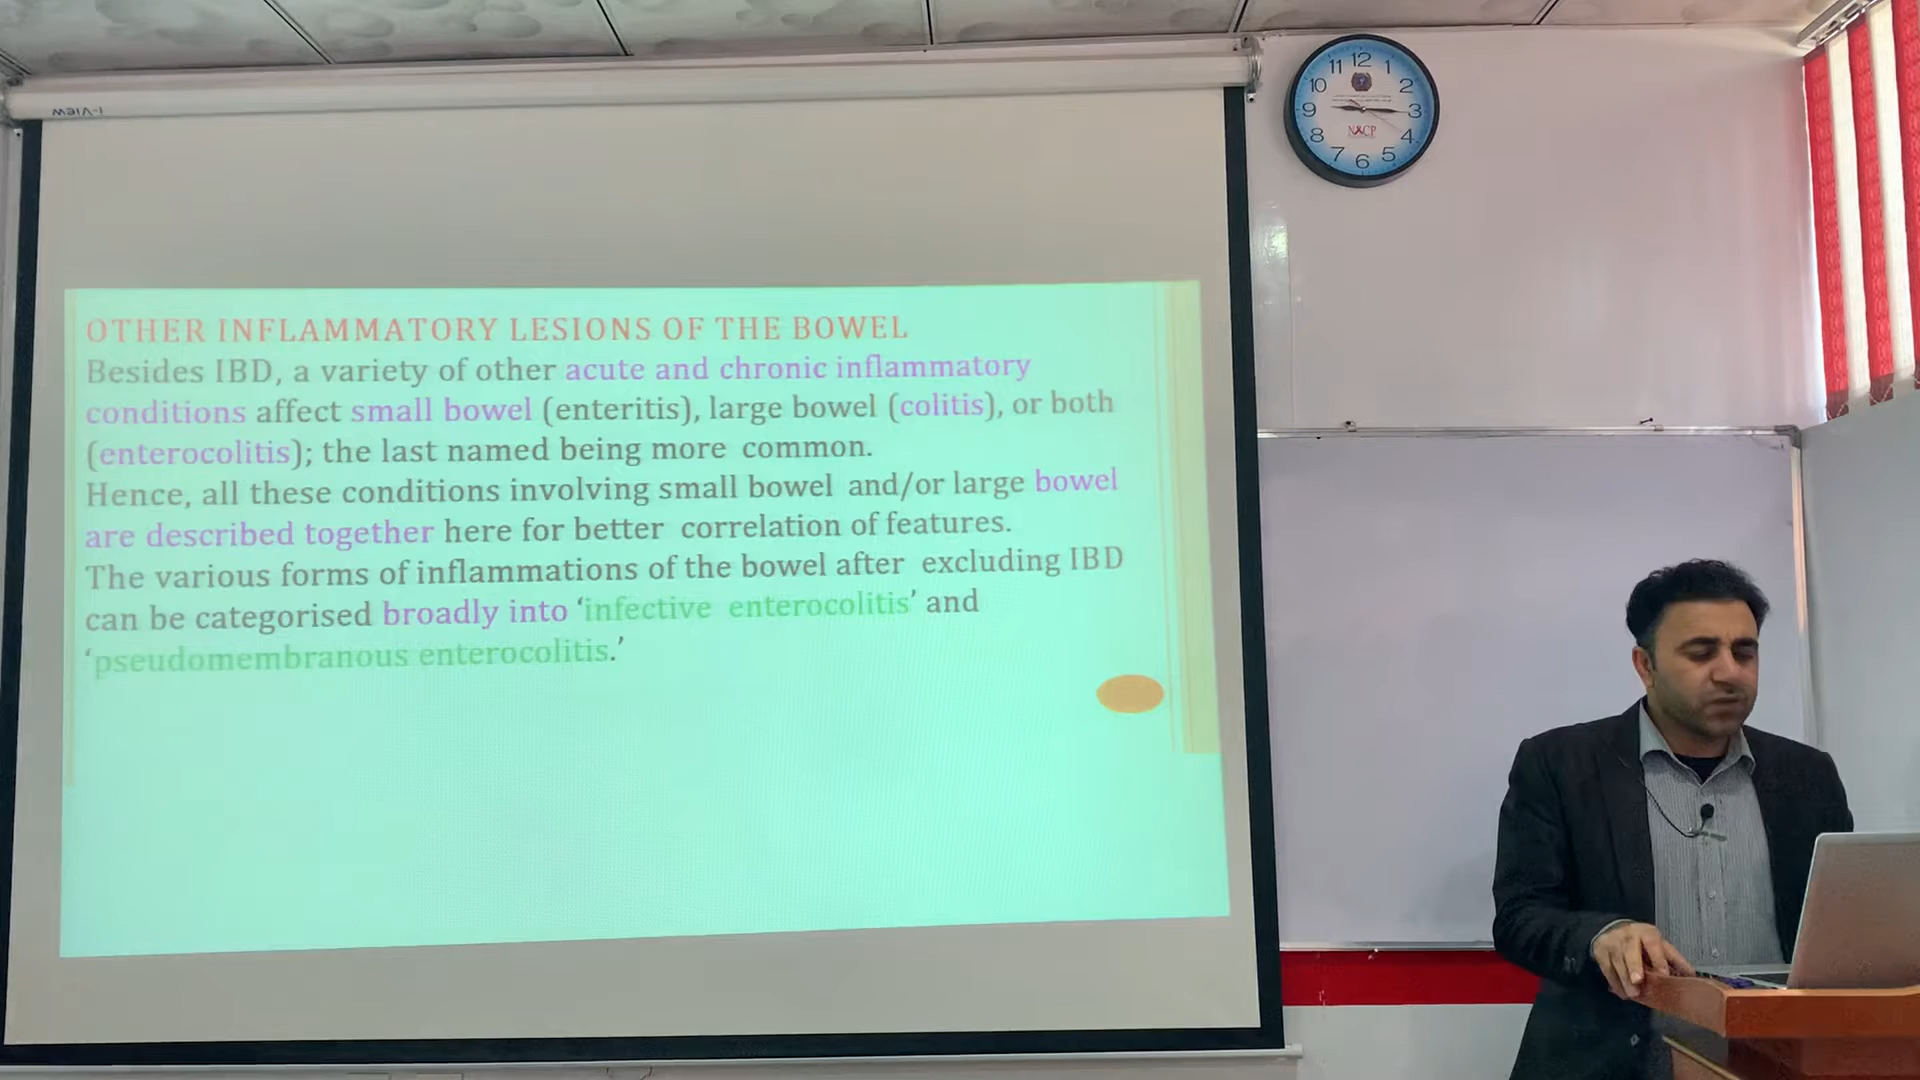 I-VIEW
OTHER INFLAMMATORY LESIONS OF THE BOWEL
Besides IBD, a variety of other acute and chronic inflammatory
conditions affect small bowel (enteritis), large bowel (colitis), or both
(enterocolitis); the last named being more common.
Hence, all these conditions involving small bowel and/or large bowel
are described together here for better correlation of features.
The various forms of inflammations of the bowel after excluding IBD
can be categorised broadly into ‘infective enterocolitis’ and
‘pseudomembranous enterocolitis.’
12
1
2
3
4
5
6
7
8
9
10
11